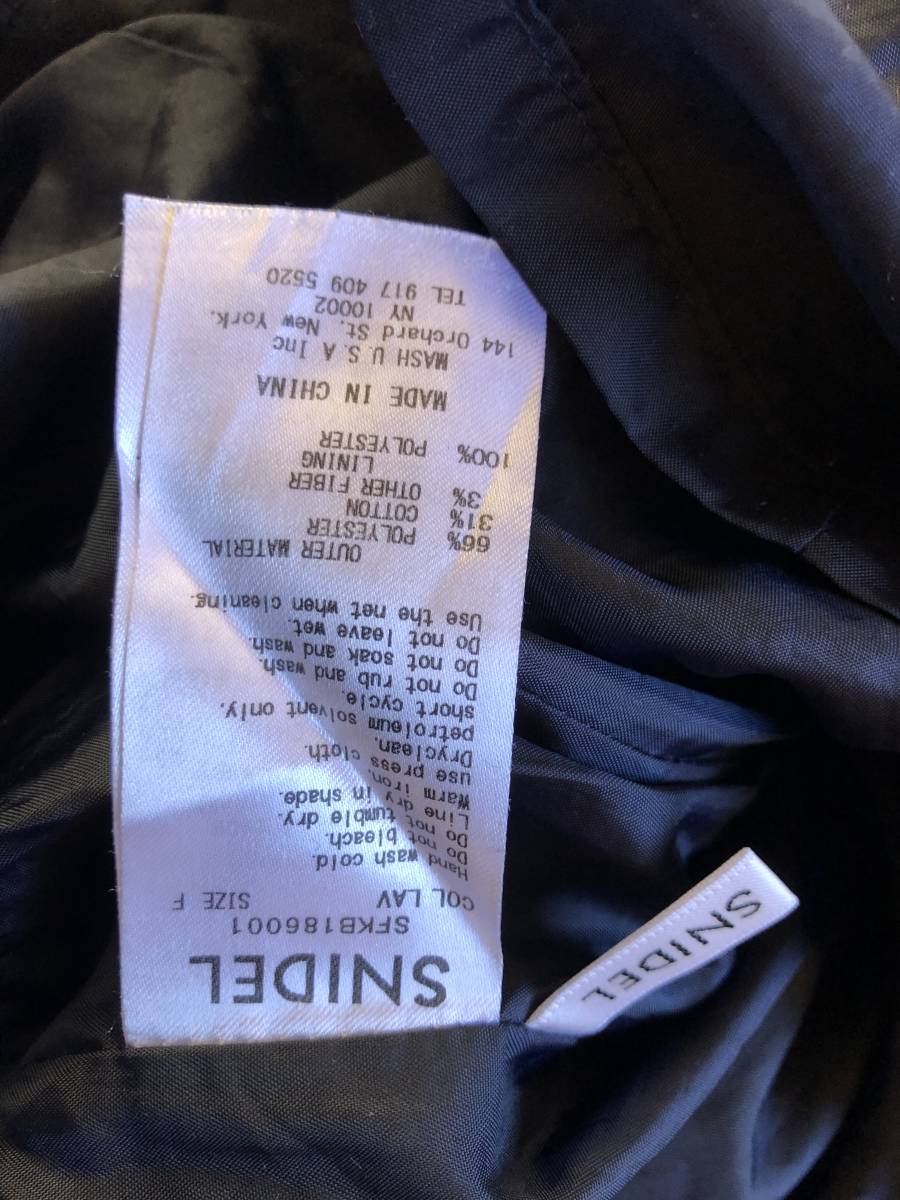 SNIDEL
SFKB186001
COL LAV SIZE F
Hand wash cold.
Do not bleach.
Do not tumble dry.
Line dry in shade.
Warm iron.
use press cloth.
Dryclean.
petroleum solvent only.
short cycle.
Do not rub and wash.
Do not soak and wash.
Do not leave wet.
Use the net when cleaning.
OUTER MATERIAL
66% POLYESTER
31% COTTON
3% OTHER FIBER
LINING
100% POLYESTER
MADE IN CHINA
MASH U.S.A Inc
144 Orchard St. New York.
NY 10002
TEL 917 409 5520
SNIDEL